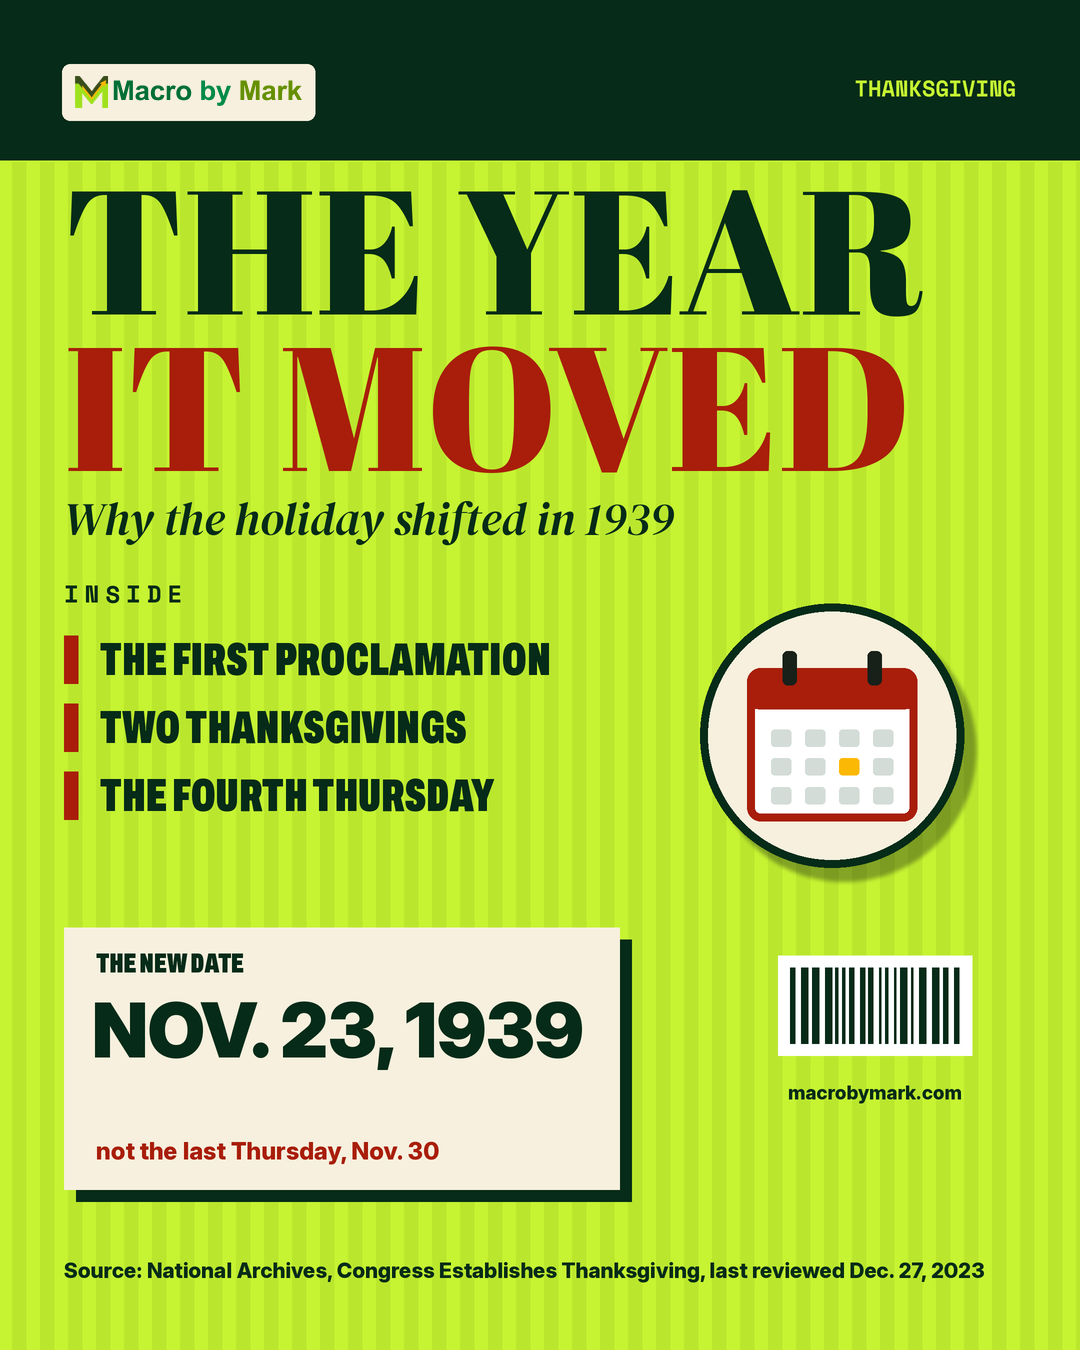 Macro by Mark
THANKSGIVING
THE YEAR
IT MOVED
Why the holiday shifted in 1939
INSIDE
THE FIRST PROCLAMATION
TWO THANKSGIVINGS
THE FOURTH THURSDAY
THE NEW DATE
NOV. 23, 1939
not the last Thursday, Nov. 30
macrobymark.com
Source: National Archives, Congress Establishes Thanksgiving, last reviewed Dec. 27, 2023